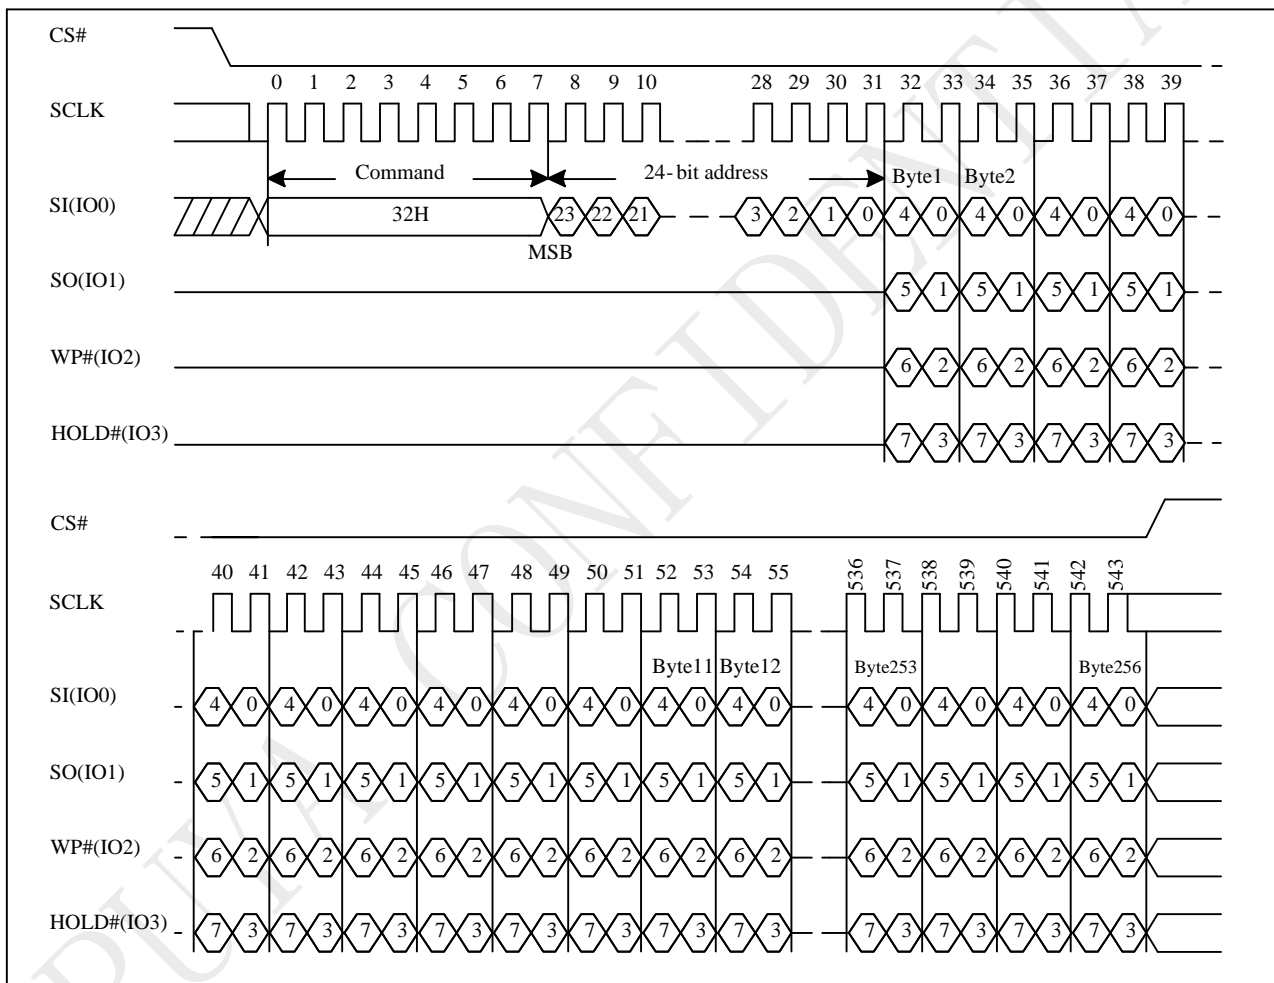 CS#
0 1 2 3 4 5 6 7 8 9 10 28 29 30 31 32 33 34 35 36 37 38 39
SCLK
Command 24-bit address Byte1 Byte2
SI(IO0) 32H 23 22 21 3 2 1 0 4 0 4 0 4 0 4 0
MSB
SO(IO1) 5 1 5 1 5 1 5 1
WP#(IO2) 6 2 6 2 6 2 6 2
HOLD#(IO3) 7 3 7 3 7 3 7 3
CS#
40 41 42 43 44 45 46 47 48 49 50 51 52 53 54 55 536 537 538 539 540 541 542 543
SCLK
Byte11 Byte12 Byte253 Byte256
SI(IO0) 4 0 4 0 4 0 4 0 4 0 4 0 4 0 4 0 4 0 4 0 4 0 4 0
SO(IO1) 5 1 5 1 5 1 5 1 5 1 5 1 5 1 5 1 5 1 5 1 5 1 5 1
WP#(IO2) 6 2 6 2 6 2 6 2 6 2 6 2 6 2 6 2 6 2 6 2 6 2 6 2
HOLD#(IO3) 7 3 7 3 7 3 7 3 7 3 7 3 7 3 7 3 7 3 7 3 7 3 7 3
PUYA CONFIDENTIA